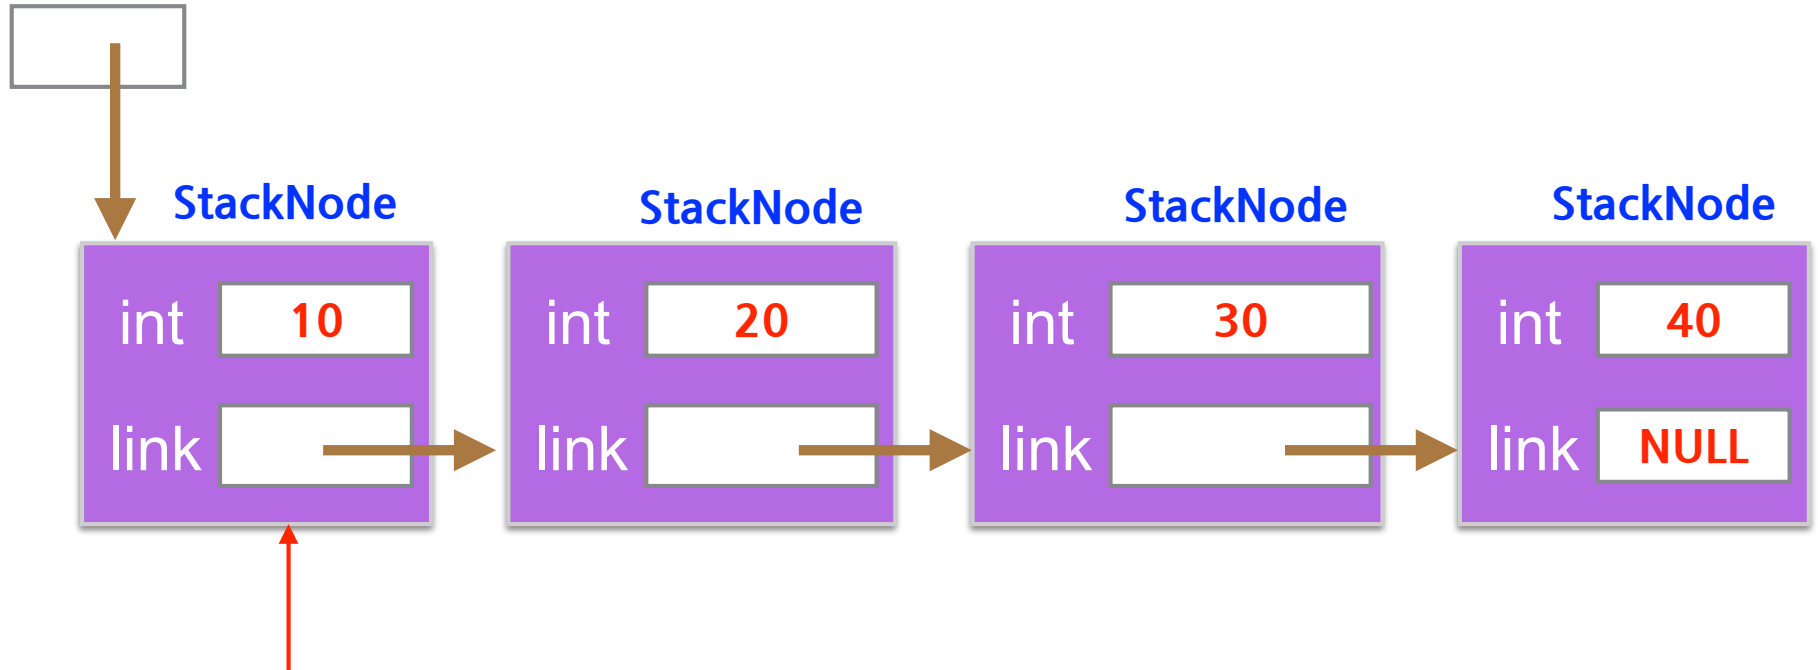 StackNode StackNode StackNode StackNode
int 10 int 20 int 30 int 40
link link link link NULL